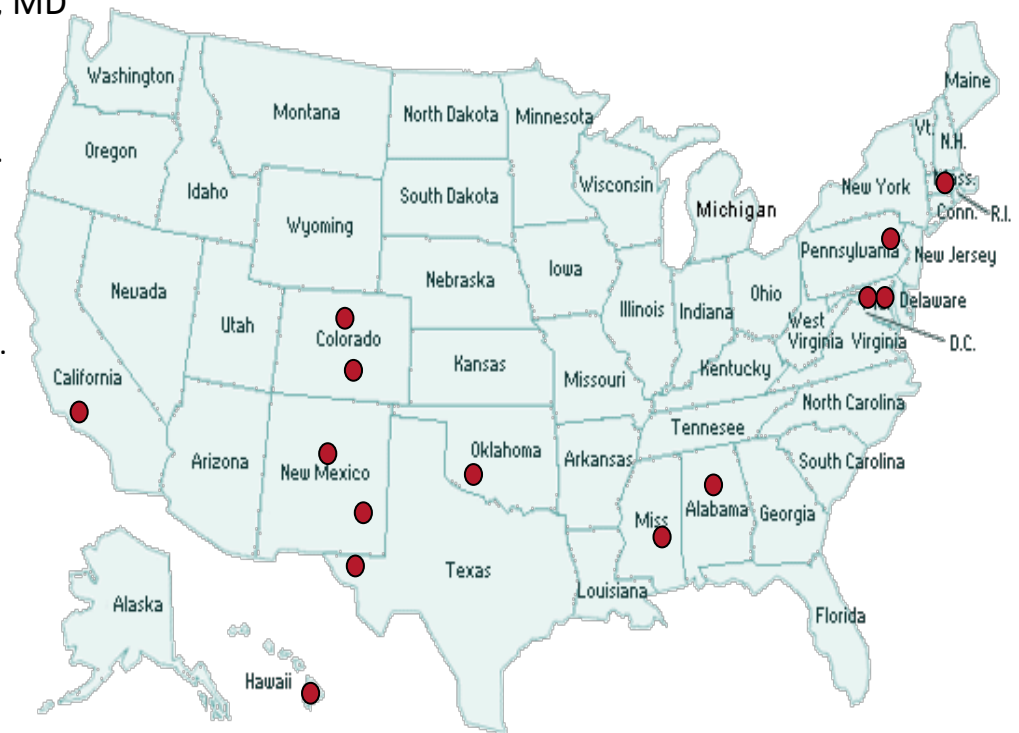 , MD
Washington
Maine
Montana
North Dakota
Minnesota
Oregon
Vt.
N.H.
Mass.
Idaho
South Dakota
Wisconsin
New York
Michigan
Conn.
R.I.
Wyoming
Pennsylvania
New Jersey
Nebraska
Iowa
Nevada
Ohio
Illinois
Indiana
Delaware
Utah
Colorado
West
Virginia
Virginia
D.C.
Kansas
California
Missouri
Kentucky
North Carolina
Tennesee
Oklahoma
Arizona
New Mexico
Arkansas
South Carolina
Miss
Alabama
Georgia
Texas
Louisiana
Alaska
Florida
Hawaii
.
.